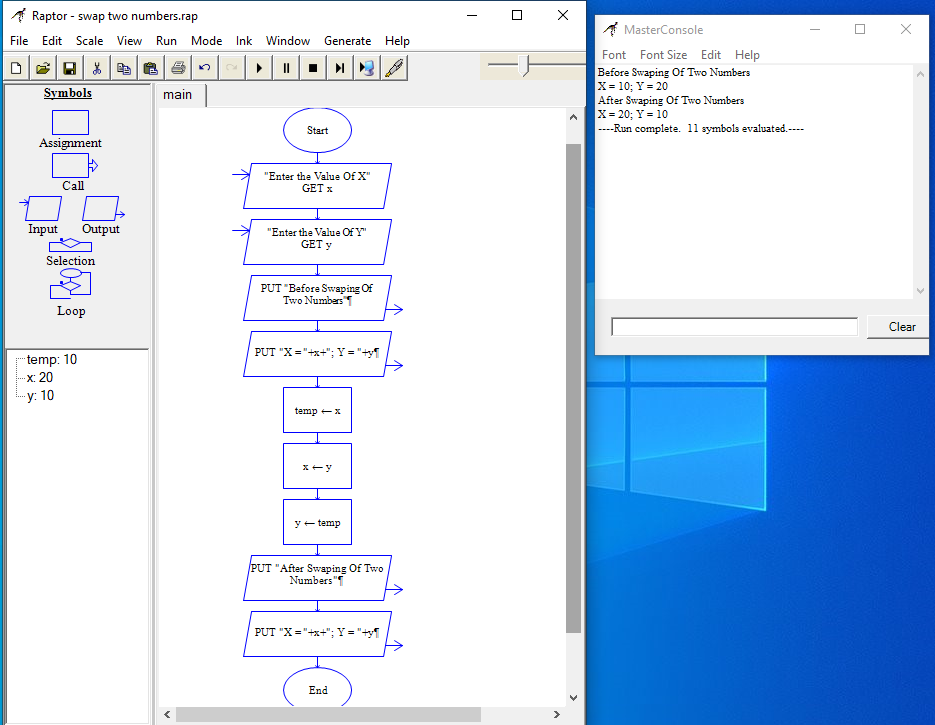 Raptor - swap two numbers.rap
File Edit Scale View Run Mode Ink Window Generate Help
Symbols
Assignment
Call
Input Output
Selection
Loop
temp: 10
x: 20
y: 10
main
Start
"Enter the Value Of X"
GET x
"Enter the Value Of Y"
GET y
PUT "Before Swaping Of
Two Numbers"¶
PUT "X = "+x+"; Y = "+y¶
temp ← x
x ← y
y ← temp
PUT "After Swaping Of Two
Numbers"¶
PUT "X = "+x+"; Y = "+y¶
End
MasterConsole
Font Font Size Edit Help
Before Swaping Of Two Numbers
X = 10; Y = 20
After Swaping Of Two Numbers
X = 20; Y = 10
----Run complete. 11 symbols evaluated.----
Clear